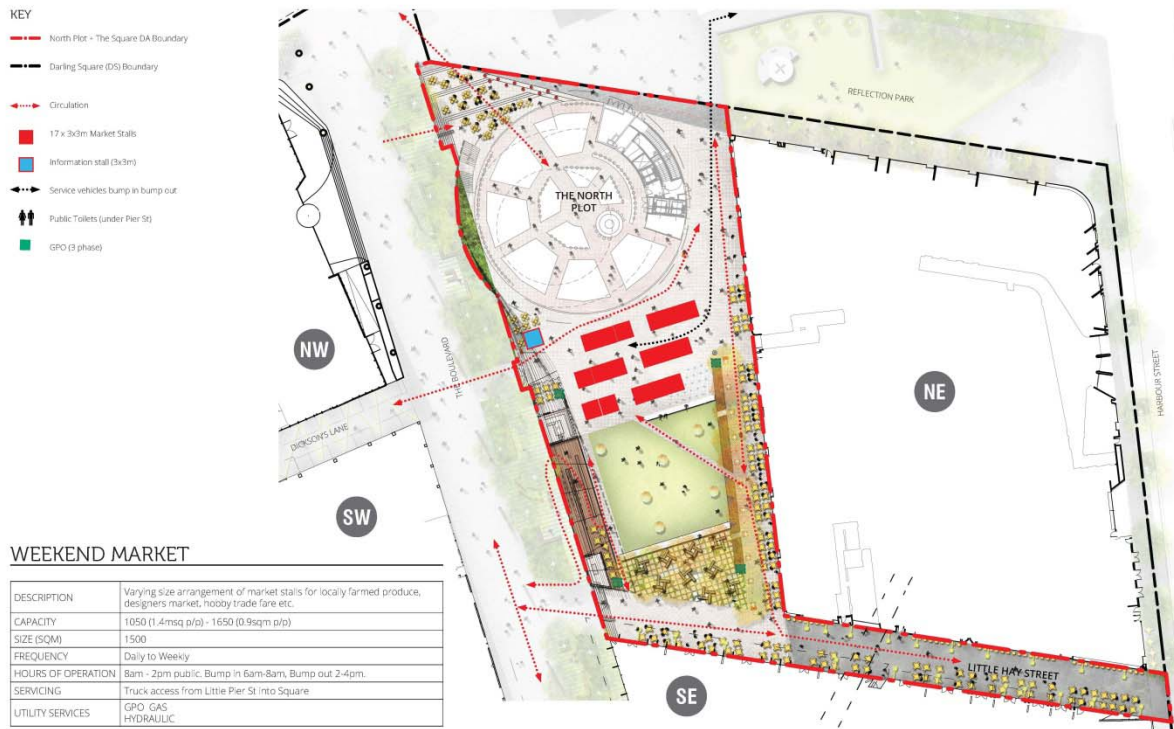 KEY
North Plot + The Square DA Boundary
Darling Square (DS) Boundary
Circulation
17 x 3x3m Market Stalls
Information stall (3x3m)
Service vehicles bump in bump out
Public Toilets (under Pier St)
GPO (3 phase)
REFLECTION PARK
THE NORTH
PLOT
NW
THE BOULEVARD
NE
HARBOUR STREET
DICKSON'S LANE
SW
LITTLE HAY STREET
SE
WEEKEND MARKET
DESCRIPTION Varying size arrangement of market stalls for locally farmed produce,
designers market, hobby trade fare etc.
CAPACITY 1050 (1.4msq p/p) - 1650 (0.9sqm p/p)
SIZE (SQM) 1500
FREQUENCY Daily to Weekly
HOURS OF OPERATION 8am - 2pm public. Bump in 6am-8am, Bump out 2-4pm.
SERVICING Truck access from Little Pier St into Square
UTILITY SERVICES GPO GAS
HYDRAULIC